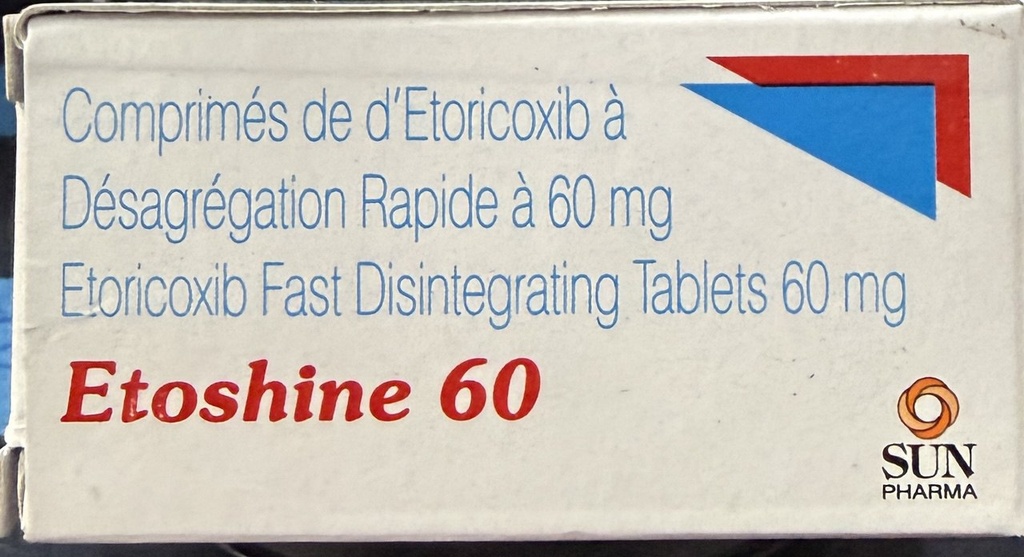 Comprimés de d'Etoricoxib à
Désagrégation Rapide à 60 mg
Etoricoxib Fast Disintegrating Tablets 60 mg
Etoshine 60
SUN
PHARMA